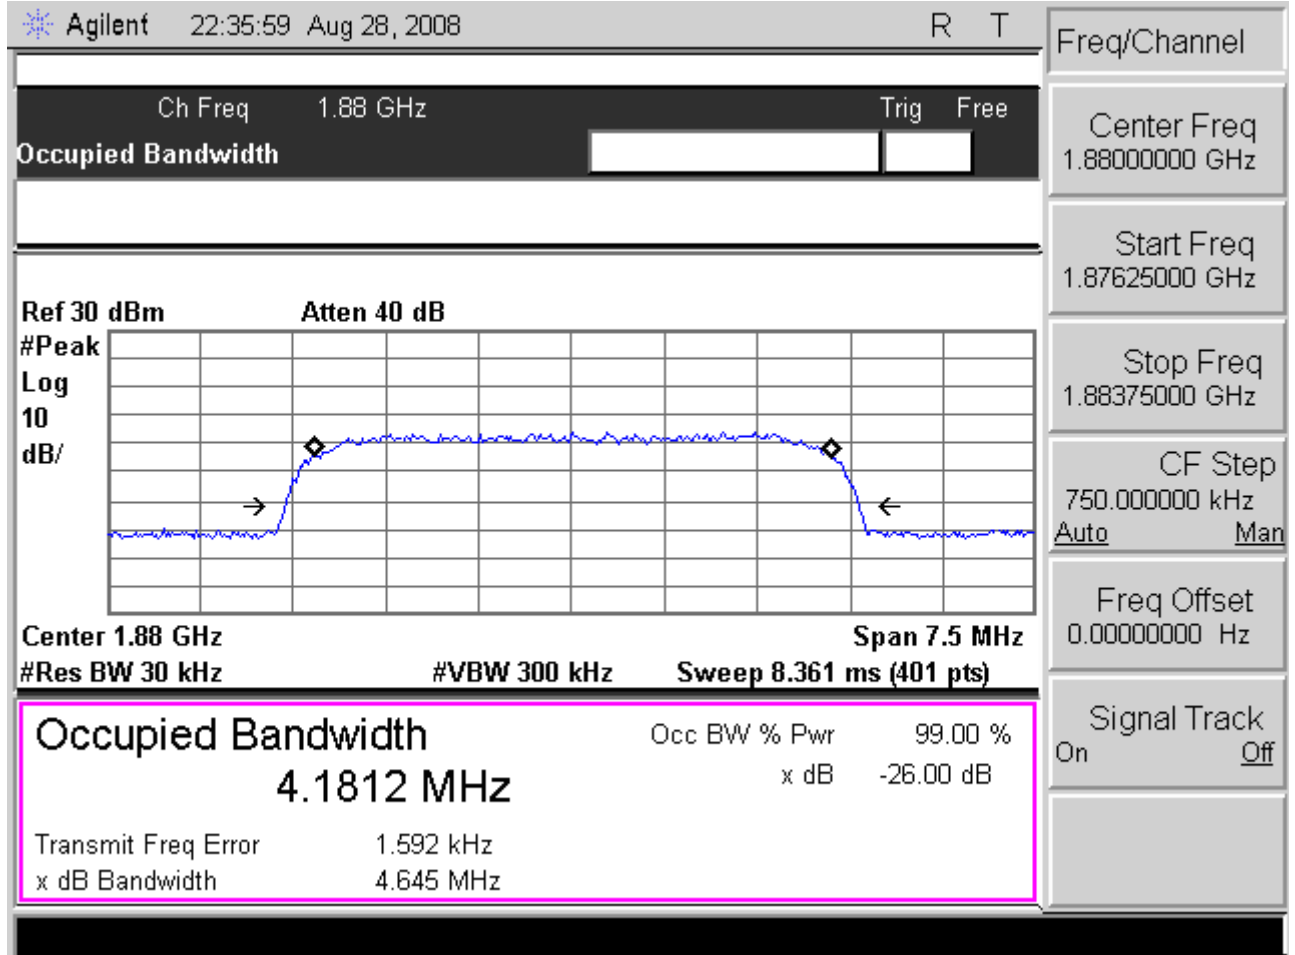 Agilent 22:35:59 Aug 28, 2008 R T
Ch Freq 1.88 GHz Trig Free
Occupied Bandwidth
Ref 30 dBm Atten 40 dB
#Peak
Log
10
dB/
Center 1.88 GHz Span 7.5 MHz
#Res BW 30 kHz #VBW 300 kHz Sweep 8.361 ms (401 pts)
Occupied Bandwidth Occ BW % Pwr 99.00 %
4.1812 MHz x dB -26.00 dB
Transmit Freq Error 1.592 kHz
x dB Bandwidth 4.645 MHz
Freq/Channel
Center Freq
1.88000000 GHz
Start Freq
1.87625000 GHz
Stop Freq
1.88375000 GHz
CF Step
750.000000 kHz
Auto Man
Freq Offset
0.00000000 Hz
Signal Track
On Off